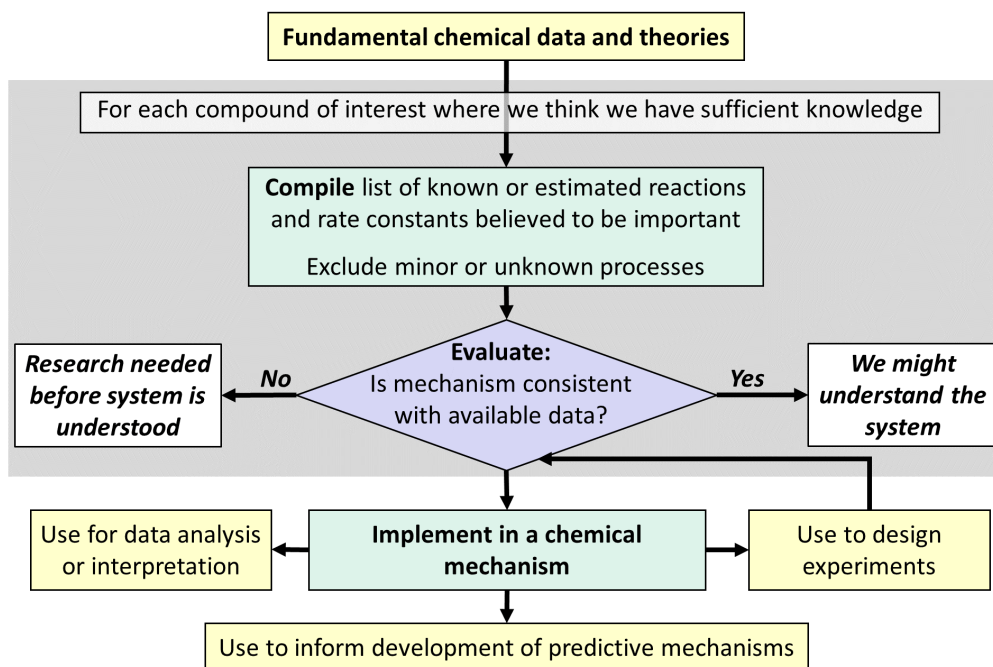 Fundamental chemical data and theories
For each compound of interest where we think we have sufficient knowledge
Compile list of known or estimated reactions
and rate constants believed to be important
Exclude minor or unknown processes
Evaluate:
Is mechanism consistent
with available data?
No
Research needed
before system is
understood
Yes
We might
understand the
system
Implement in a chemical
mechanism
Use for data analysis
or interpretation
Use to design
experiments
Use to inform development of predictive mechanisms